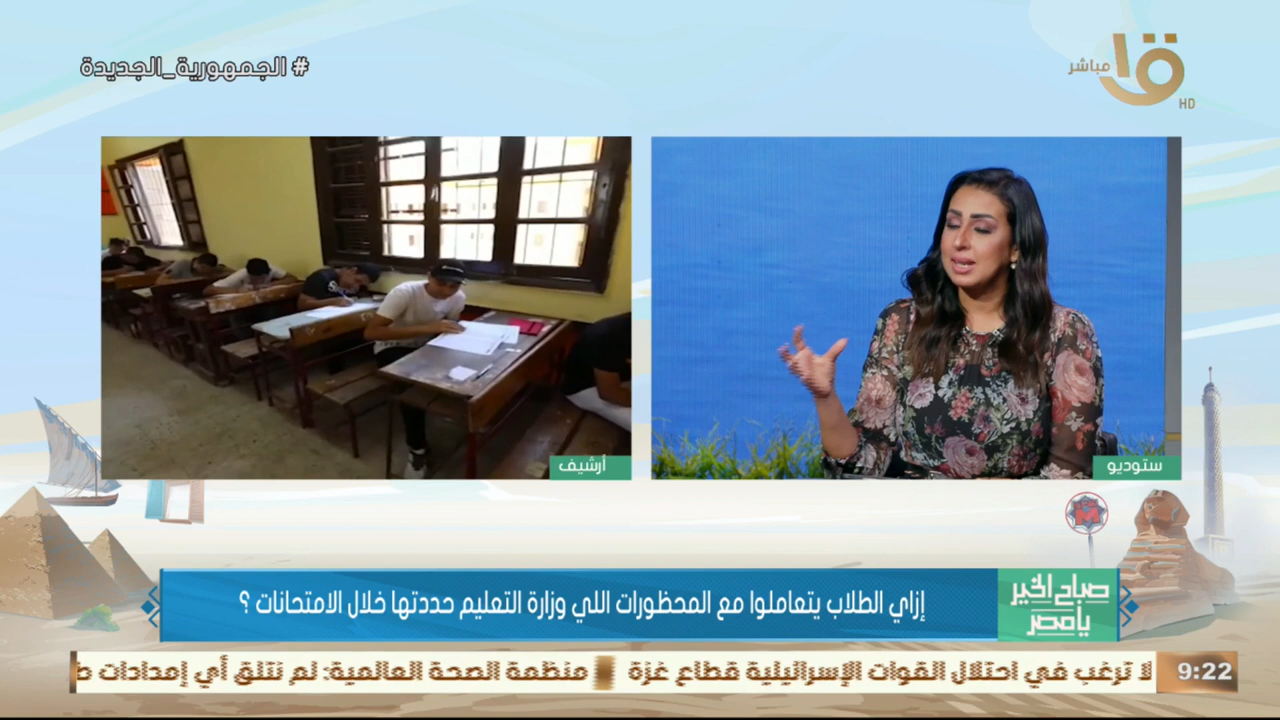 # الجمهورية_الجديدة
مباشر
HD
أرشيف
ستوديو
إزاي الطلاب يتعاملوا مع المحظورات اللي وزارة التعليم حددتها خلال الامتحانات ؟
صباح الخير
يا مصر
9:22
لا ترغب في احتلال القوات الإسرائيلية قطاع غزة
منظمة الصحة العالمية: لم نتلق أي إمدادات